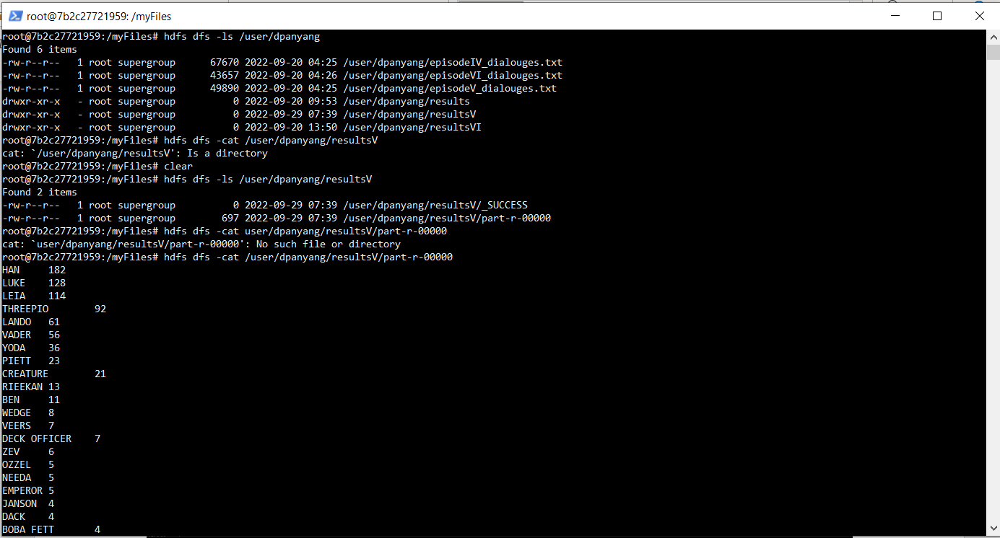 root@7b2c27721959: /myFiles
root@7b2c27721959:/myFiles# hdfs dfs -ls /user/dpanyang
Found 6 items
-rw-r--r--   1 root supergroup      67670 2022-09-20 04:25 /user/dpanyang/episodeIV_dialouges.txt
-rw-r--r--   1 root supergroup      43657 2022-09-20 04:26 /user/dpanyang/episodeVI_dialouges.txt
-rw-r--r--   1 root supergroup      49890 2022-09-20 04:25 /user/dpanyang/episodeV_dialouges.txt
drwxr-xr-x   - root supergroup          0 2022-09-20 09:53 /user/dpanyang/results
drwxr-xr-x   - root supergroup          0 2022-09-29 07:39 /user/dpanyang/resultsV
drwxr-xr-x   - root supergroup          0 2022-09-20 13:50 /user/dpanyang/resultsVI
root@7b2c27721959:/myFiles# hdfs dfs -cat /user/dpanyang/resultsV
cat: `/user/dpanyang/resultsV': Is a directory
root@7b2c27721959:/myFiles# clear
root@7b2c27721959:/myFiles# hdfs dfs -ls /user/dpanyang/resultsV
Found 2 items
-rw-r--r--   1 root supergroup          0 2022-09-29 07:39 /user/dpanyang/resultsV/_SUCCESS
-rw-r--r--   1 root supergroup        697 2022-09-29 07:39 /user/dpanyang/resultsV/part-r-00000
root@7b2c27721959:/myFiles# hdfs dfs -cat user/dpanyang/resultsV/part-r-00000
cat: `user/dpanyang/resultsV/part-r-00000': No such file or directory
root@7b2c27721959:/myFiles# hdfs dfs -cat /user/dpanyang/resultsV/part-r-00000
HAN     182
LUKE    128
LEIA    114
THREEPIO        92
LANDO   61
VADER   56
YODA    36
PIETT   23
CREATURE        21
RIEEKAN 13
BEN     11
WEDGE   8
VEERS   7
DECK OFFICER    7
ZEV     6
OZZEL   5
NEEDA   5
EMPEROR 5
JANSON  4
DACK    4
BOBA FETT       4